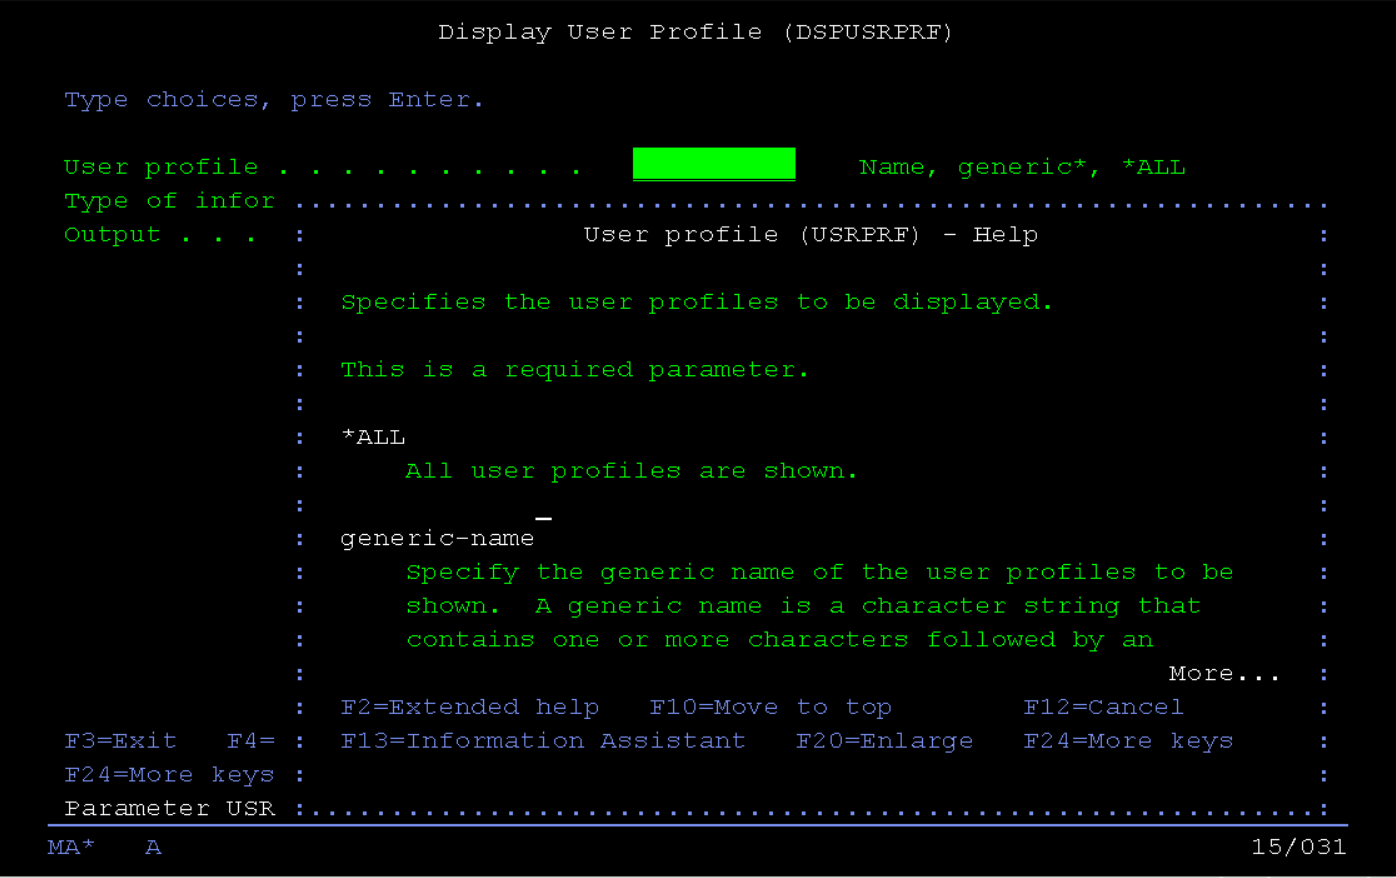 Display User Profile (DSPUSRPRF)
Type choices, press Enter.
User profile . . . . . . . . . .   Name, generic*, *ALL
Type of infor ................................................................
Output . . .  :  User profile (USRPRF) - Help  :
:  :
:  Specifies the user profiles to be displayed.  :
:  :
:  This is a required parameter.  :
:  :
:  *ALL  :
:  All user profiles are shown.  :
:  :
:  generic-name  :
:  Specify the generic name of the user profiles to be  :
:  shown.  A generic name is a character string that  :
:  contains one or more characters followed by an  :
:  More...  :
:  F2=Extended help   F10=Move to top   F12=Cancel  :
F3=Exit   F4= :  F13=Information Assistant   F20=Enlarge   F24=More keys  :
F24=More keys :  :
Parameter USR :..............................................................:
MA*   A   15/031